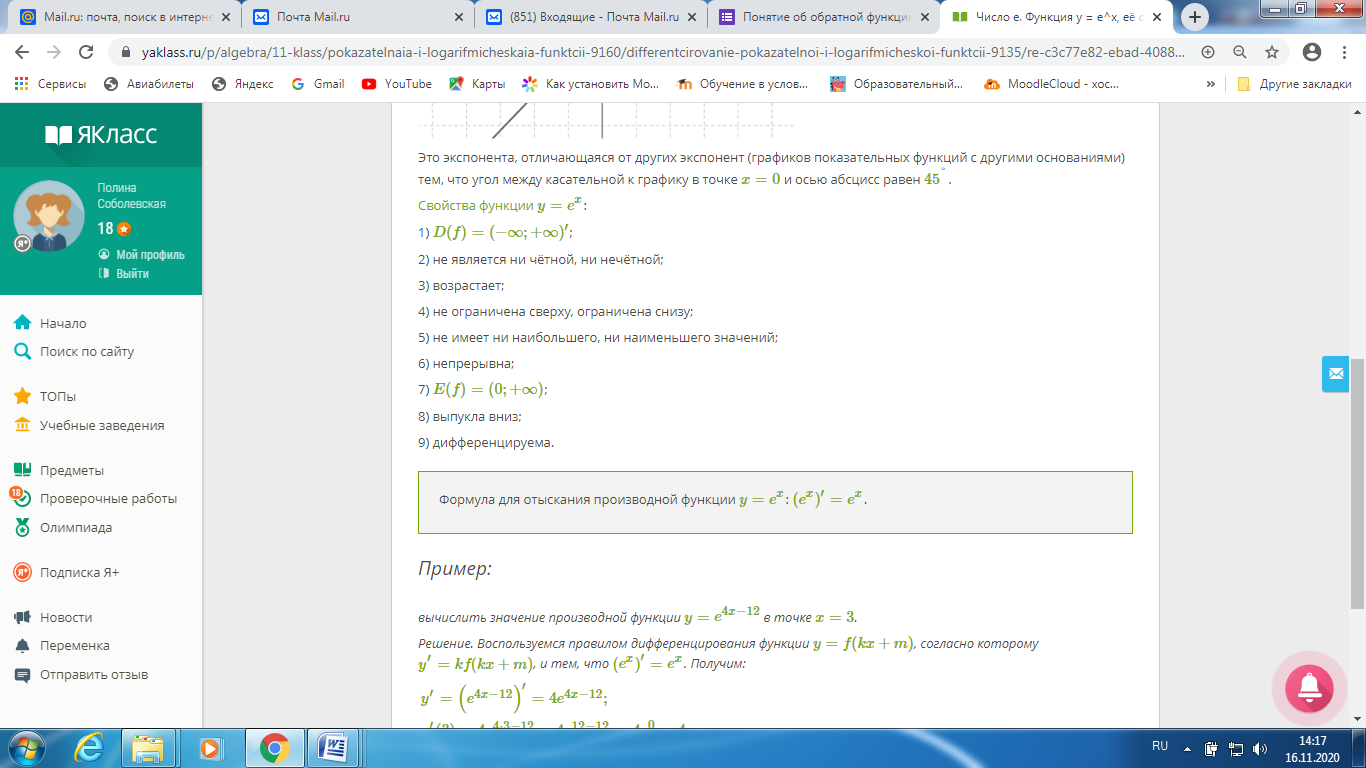 Mail.ru: почта, поиск в интерне
Почта Mail.ru
(851) Входящие - Почта Mail.ru
Понятие об обратной функци
Число e. Функция y = e^x, её с
yaklass.ru/p/algebra/11-klass/pokazatelnaia-i-logarifmicheskaia-funktcii-9160/differentcirovanie-pokazatelnoi-i-logarifmicheskoi-funktcii-9135/re-c3c77e82-ebad-4088...
Сервисы
Авиабилеты
Яндекс
Gmail
YouTube
Карты
Как установить Mo...
Обучение в услов...
Образовательный...
MoodleCloud - хос...
»
Другие закладки
ЯКласс
Полина
Соболевская
18
Я+
Мой профиль
Выйти
Начало
Поиск по сайту
ТОПы
Учебные заведения
Предметы
18
Проверочные работы
Олимпиада
Я+
Подписка Я+
Новости
Переменка
Отправить отзыв
Это экспонента, отличающаяся от других экспонент (графиков показательных функций с другими основаниями)
тем, что угол между касательной к графику в точке x = 0 и осью абсцисс равен 45°.
Свойства функции y = e^x:
1) D(f) = (−∞; +∞)′;
2) не является ни чётной, ни нечётной;
3) возрастает;
4) не ограничена сверху, ограничена снизу;
5) не имеет ни наибольшего, ни наименьшего значений;
6) непрерывна;
7) E(f) = (0; +∞);
8) выпукла вниз;
9) дифференцируема.
Формула для отыскания производной функции y = e^x: (e^x)′ = e^x.
Пример:
вычислить значение производной функции y = e^{4x−12} в точке x = 3.
Решение. Воспользуемся правилом дифференцирования функции y = f(kx + m), согласно которому
y′ = kf(kx + m), и тем, что (e^x)′ = e^x. Получим:
y′ = (e^{4x−12})′ = 4e^{4x−12};
RU
14:17
16.11.2020